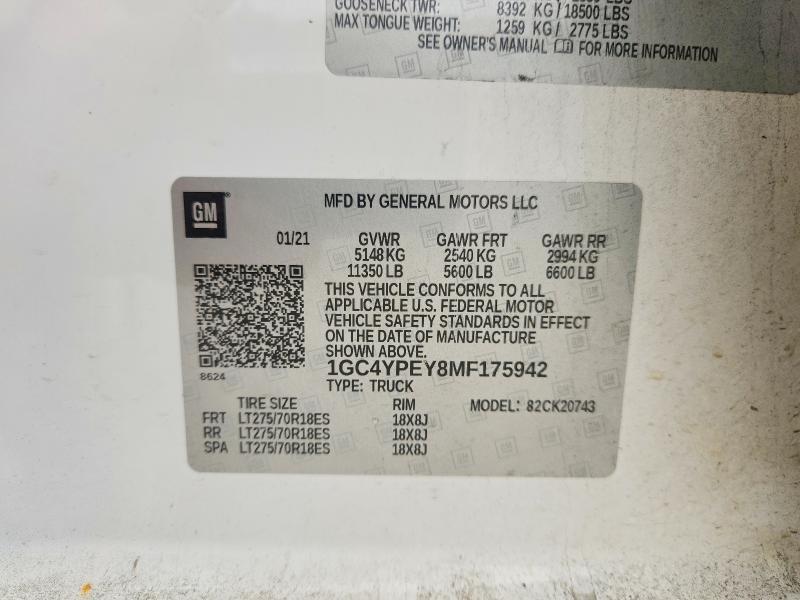 GOOSENECK TWR: 8392 KG/18500 LBS
MAX TONGUE WEIGHT: 1259 KG/ 2775 LBS
SEE OWNER'S MANUAL FOR MORE INFORMATION
GM
MFD BY GENERAL MOTORS LLC
01/21 GVWR GAWR FRT GAWR RR
5148 KG 2540 KG 2994 KG
11350 LB 5600 LB 6600 LB
THIS VEHICLE CONFORMS TO ALL
APPLICABLE U.S. FEDERAL MOTOR
VEHICLE SAFETY STANDARDS IN EFFECT
ON THE DATE OF MANUFACTURE
SHOWN ABOVE.
1GC4YPEY8MF175942
8624
TYPE: TRUCK
TIRE SIZE RIM MODEL: 82CK20743
FRT LT275/70R18ES 18X8J
RR LT275/70R18ES 18X8J
SPA LT275/70R18ES 18X8J